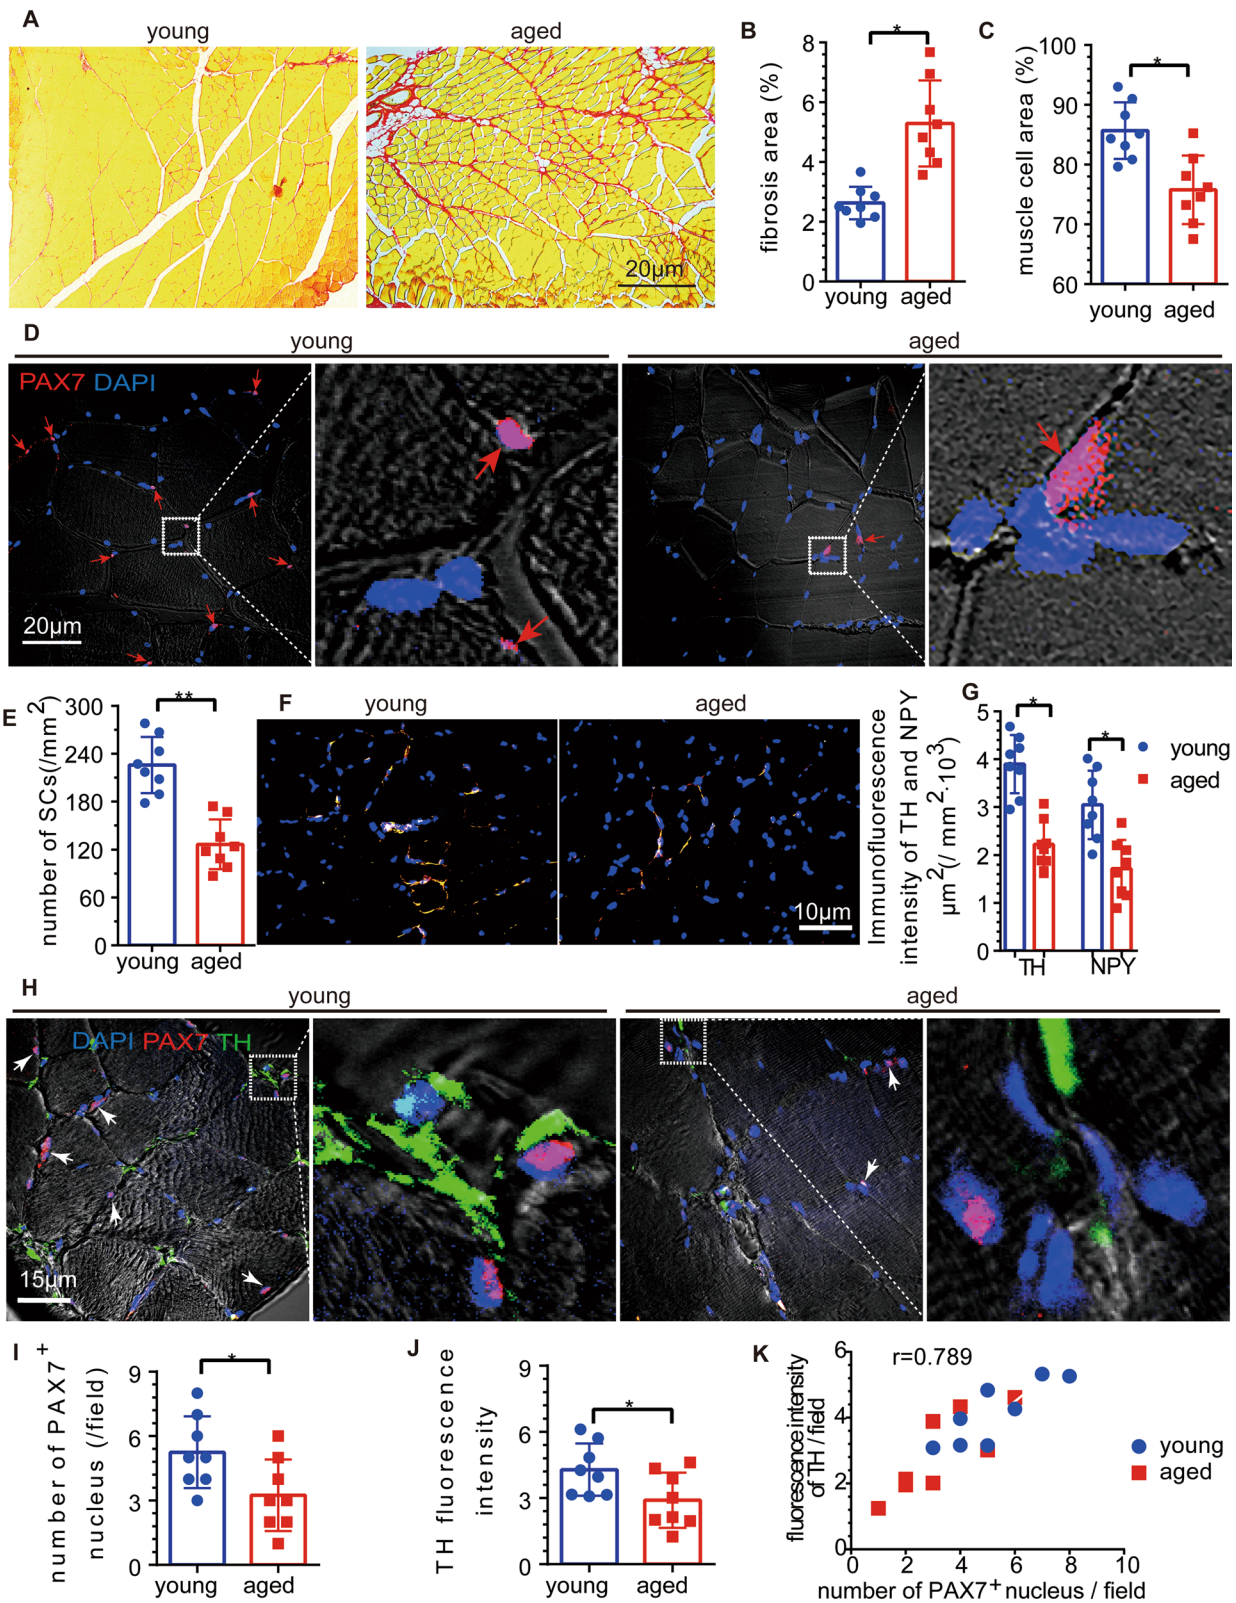 A
young
aged
20μm
B
fibrosis area (%)
8
6
4
2
0
*
young
aged
C
muscle cell area (%)
100
90
80
70
60
*
young
aged
D
young
aged
PAX7 DAPI
20μm
E
number of SCs(/mm²)
300
240
180
120
60
0
**
young
aged
F
young
aged
10μm
G
Immunofluorescence
intensity of TH and NPY
μm²(/ mm²·10³)
5
4
3
2
1
0
*
*
TH
NPY
young
aged
H
young
aged
DAPI PAX7 TH
15μm
I
number of PAX7⁺
nucleus (/field)
9
6
3
0
*
young
aged
J
TH fluorescence
intensity
9
6
3
0
*
young
aged
K
fluorescence intensity
of TH / field
6
4
2
0
r=0.789
0
2
4
6
8
10
number of PAX7⁺ nucleus / field
young
aged